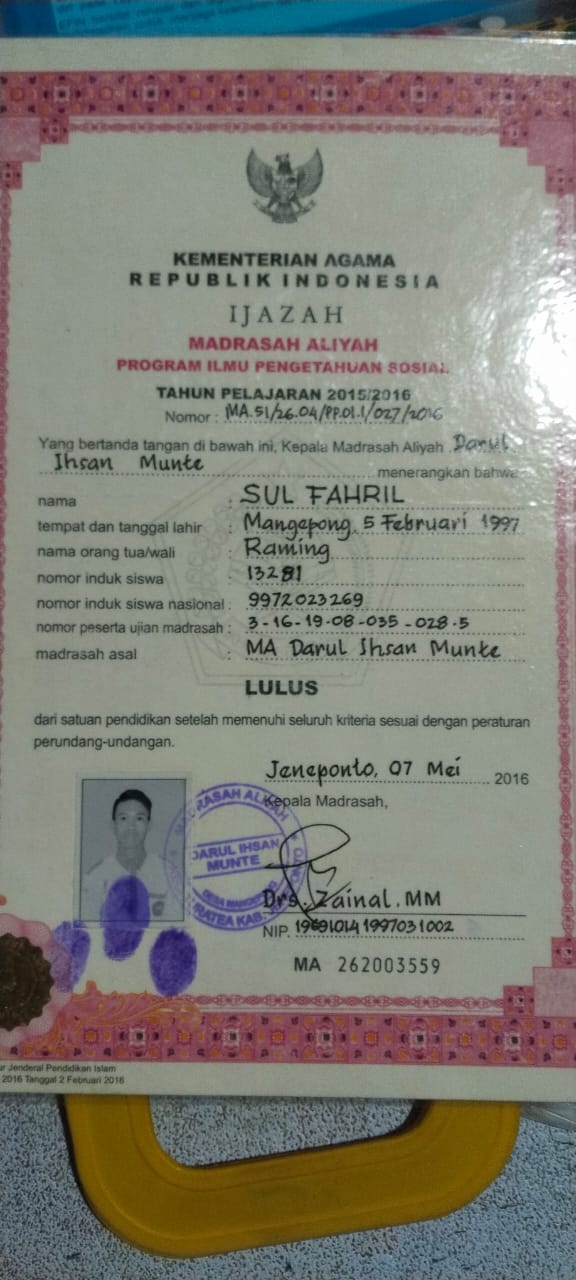 KEMENTERIAN AGAMA
REPUBLIK INDONESIA
IJAZAH
MADRASAH ALIYAH
PROGRAM ILMU PENGETAHUAN SOSIAL
TAHUN PELAJARAN 2015/2016
Nomor : MA.51/26.04/PP.01.1/027/2016
Yang bertanda tangan di bawah ini, Kepala Madrasah Aliyah Darul
Ihsan Munte menerangkan bahwa
nama : SUL FAHRIL
tempat dan tanggal lahir : Mangepong, 5 Februari 1997
nama orang tua/wali : Raming
nomor induk siswa : 13281
nomor induk siswa nasional : 9972023269
nomor peserta ujian madrasah : 3-16-19-08-035-028-5
madrasah asal : MA Darul Ihsan Munte
LULUS
dari satuan pendidikan setelah memenuhi seluruh kriteria sesuai dengan peraturan
perundang-undangan.
Jeneponto, 07 Mei 2016
Kepala Madrasah,
MADRASAH ALIYAH
DARUL IHSAN
MUNTE
Drs. Zainal. MM
NIP. 19691014 1997031002
MA 262003559
Jenderal Pendidikan Islam
2016 Tanggal 2 Februari 2016